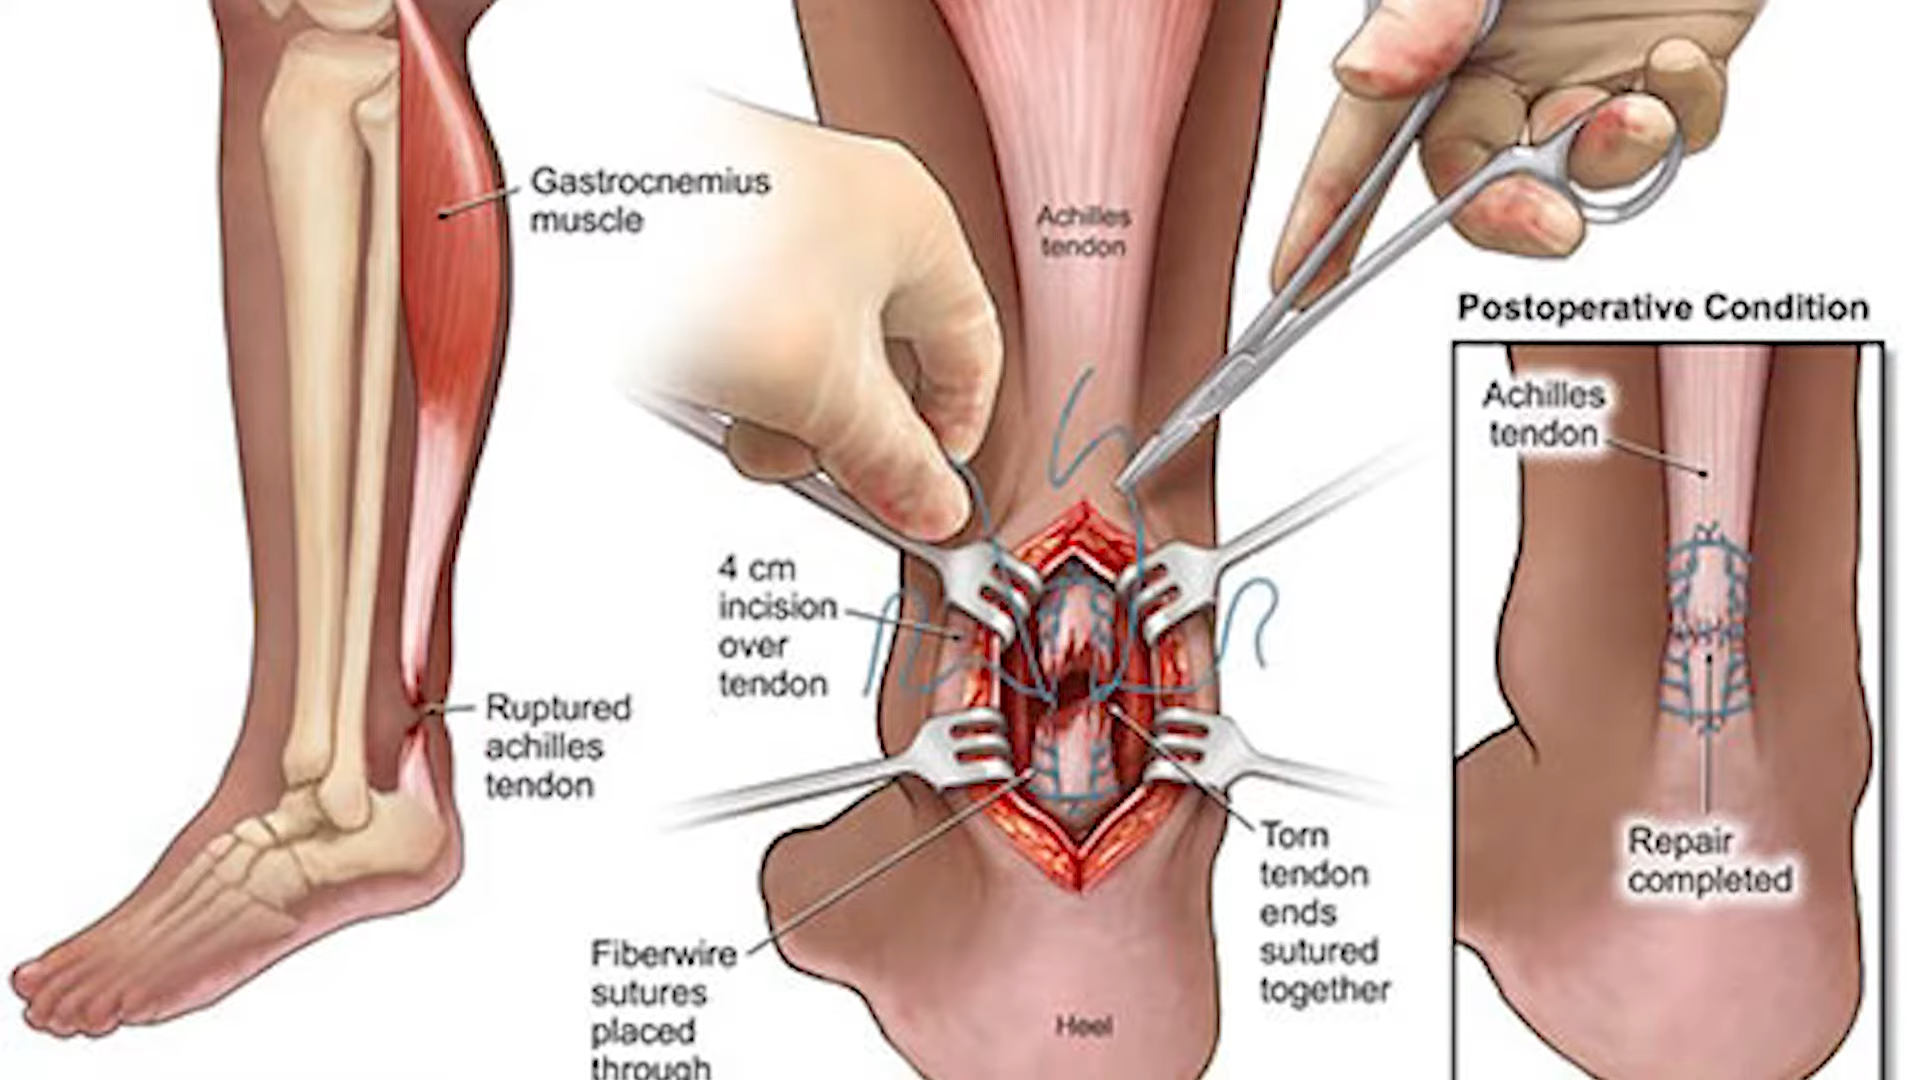 Gastrocnemius
muscle
Ruptured
achilles
tendon
Achilles
tendon
4 cm
incision
over
tendon
Fiberwire
sutures
placed
through
Torn
tendon
ends
sutured
together
Heel
Postoperative Condition
Achilles
tendon
Repair
completed